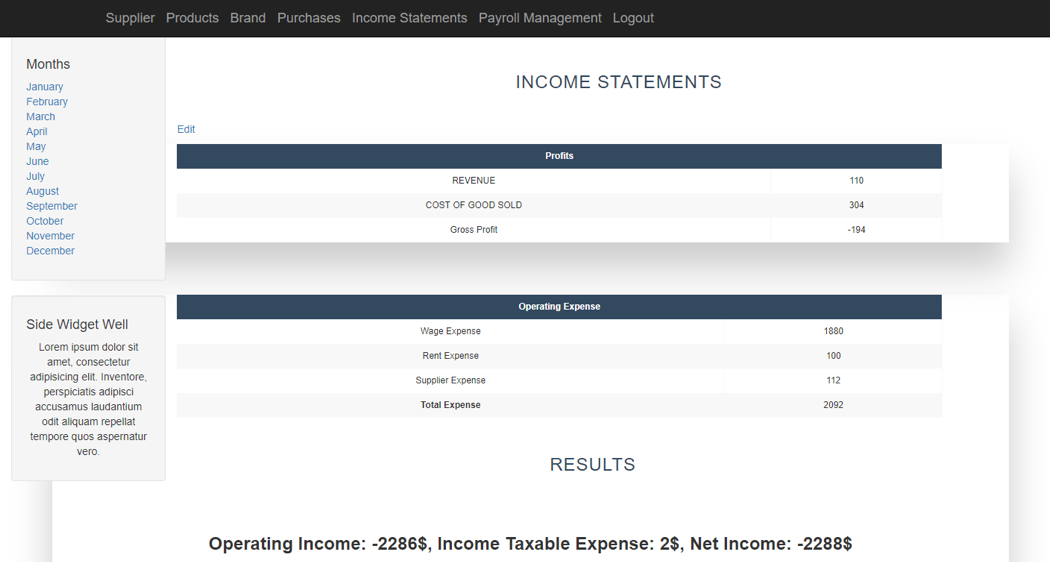 Supplier Products Brand Purchases Income Statements Payroll Management Logout
Months
January
February
March
April
May
June
July
August
September
October
November
December
Side Widget Well
Lorem ipsum dolor sit
amet, consectetur
adipisicing elit. Inventore,
perspiciatis adipisci
accusamus laudantium
odit aliquam repellat
tempore quos aspernatur
vero.
INCOME STATEMENTS
Edit
Profits
REVENUE 110
COST OF GOOD SOLD 304
Gross Profit -194
Operating Expense
Wage Expense 1880
Rent Expense 100
Supplier Expense 112
Total Expense 2092
RESULTS
Operating Income: -2286$, Income Taxable Expense: 2$, Net Income: -2288$